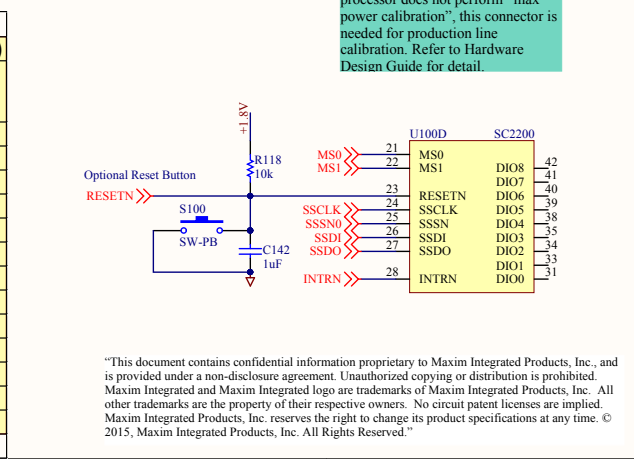 processor does not perform “max
power calibration”, this connector is
needed for production line
calibration. Refer to Hardware
Design Guide for detail.
+1.8V
U100D SC2200
R118
10k
Optional Reset Button
RESETN
S100
SW-PB
C142
1uF
MS0 21 MS0
MS1 22 MS1
DIO8 42
DIO7 41
23 RESETN DIO6 40
SSCLK 24 SSCLK DIO5 39
SSSN0 25 SSSN DIO4 38
SSDI 26 SSDI DIO3 35
SSDO 27 SSDO DIO2 34
DIO1 33
INTRN 28 INTRN DIO0 31
“This document contains confidential information proprietary to Maxim Integrated Products, Inc., and
is provided under a non-disclosure agreement. Unauthorized copying or distribution is prohibited.
Maxim Integrated and Maxim Integrated logo are trademarks of Maxim Integrated Products, Inc. All
other trademarks are the property of their respective owners. No circuit patent licenses are implied.
Maxim Integrated Products, Inc. reserves the right to change its product specifications at any time. ©
2015, Maxim Integrated Products, Inc. All Rights Reserved.”